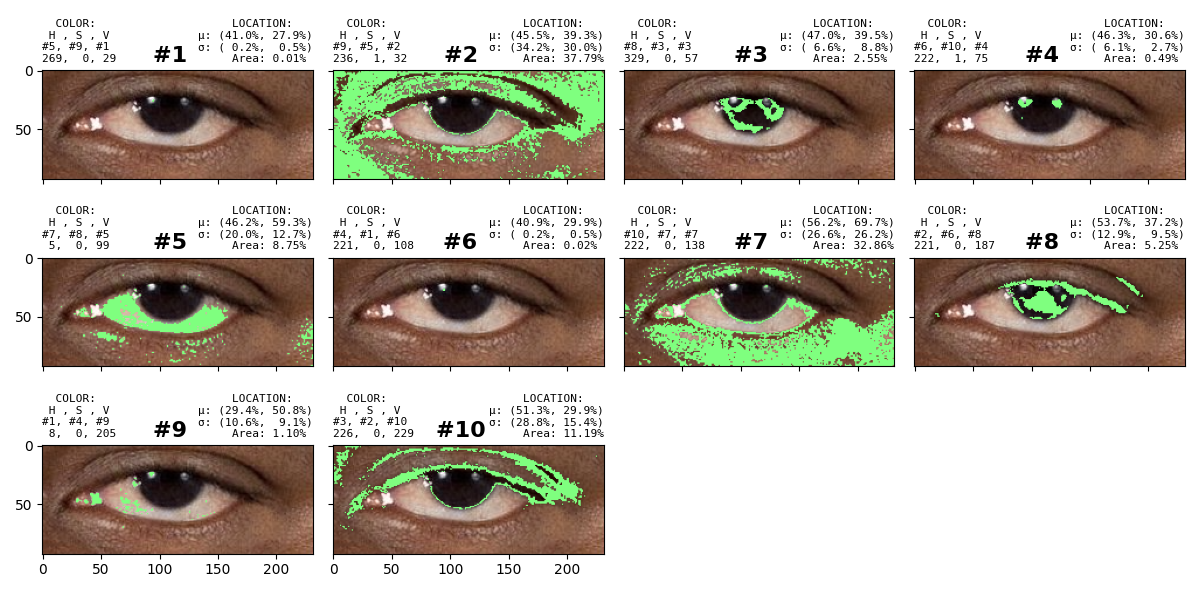 COLOR: LOCATION: COLOR: LOCATION: COLOR: LOCATION: COLOR: LOCATION:
H , S , V μ: (41.0%, 27.9%) H , S , V μ: (45.5%, 39.3%) H , S , V μ: (47.0%, 39.5%) H , S , V μ: (46.3%, 30.6%)
#5, #9, #1 #1 σ: ( 0.2%, 0.5%) #9, #5, #2 #2 σ: (34.2%, 30.0%) #8, #3, #3 #3 σ: ( 6.6%, 8.8%) #6, #10, #4 #4 σ: ( 6.1%, 2.7%)
269, 0, 29 Area: 0.01% 236, 1, 32 Area: 37.79% 329, 0, 57 Area: 2.55% 222, 1, 75 Area: 0.49%
0
50
COLOR: LOCATION: COLOR: LOCATION: COLOR: LOCATION: COLOR: LOCATION:
H , S , V μ: (46.2%, 59.3%) H , S , V μ: (40.9%, 29.9%) H , S , V μ: (56.2%, 69.7%) H , S , V μ: (53.7%, 37.2%)
#7, #8, #5 #5 σ: (20.0%, 12.7%) #4, #1, #6 #6 σ: ( 0.2%, 0.5%) #10, #7, #7 #7 σ: (26.6%, 26.2%) #2, #6, #8 #8 σ: (12.9%, 9.5%)
5, 0, 99 Area: 8.75% 221, 0, 108 Area: 0.02% 222, 0, 138 Area: 32.86% 221, 0, 187 Area: 5.25%
0
50
COLOR: LOCATION: COLOR: LOCATION:
H , S , V μ: (29.4%, 50.8%) H , S , V μ: (51.3%, 29.9%)
#1, #4, #9 #9 σ: (10.6%, 9.1%) #3, #2, #10 #10 σ: (28.8%, 15.4%)
8, 0, 205 Area: 1.10% 226, 0, 229 Area: 11.19%
0
50
0 50 100 150 200 0 50 100 150 200